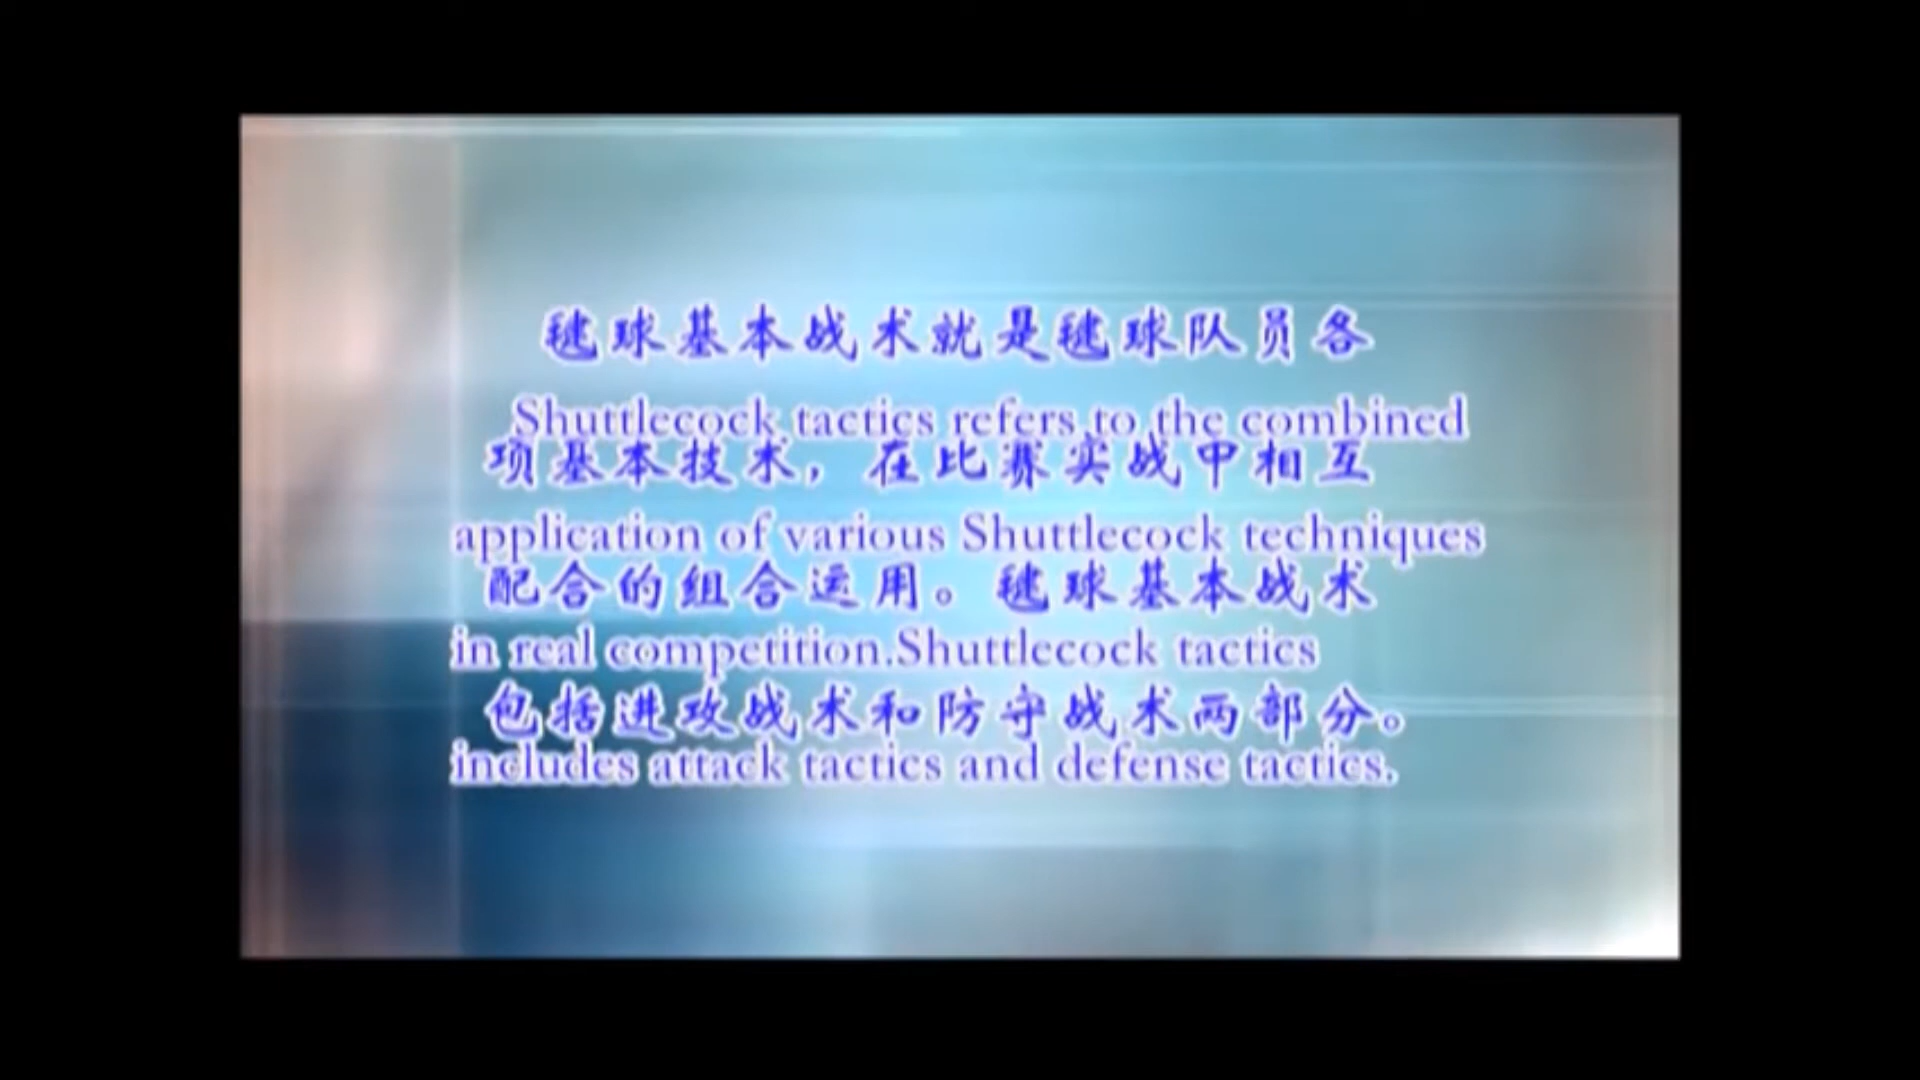 毽球基本战术就是毽球队员各
Shuttlecock tactics refers to the combined
项基本技术，在比赛实战中相互
application of various Shuttlecock techniques
配合的组合运用。毽球基本战术
in real competition.Shuttlecock tactics
包括进攻战术和防守战术两部分。
includes attack tactics and defense tactics.